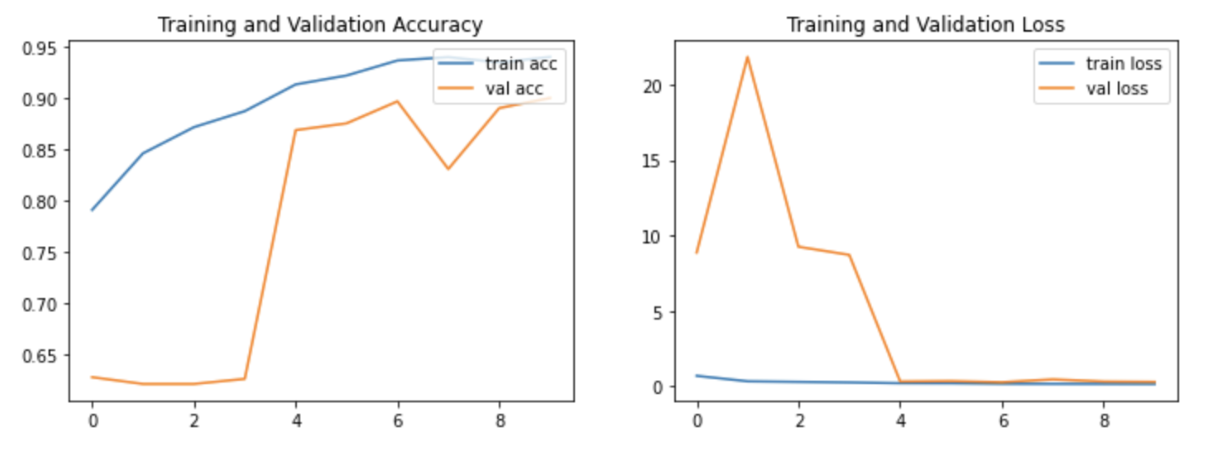 Training and Validation Accuracy
train acc
val acc
0.95
0.90
0.85
0.80
0.75
0.70
0.65
0 2 4 6 8
Training and Validation Loss
train loss
val loss
20
15
10
5
0
0 2 4 6 8